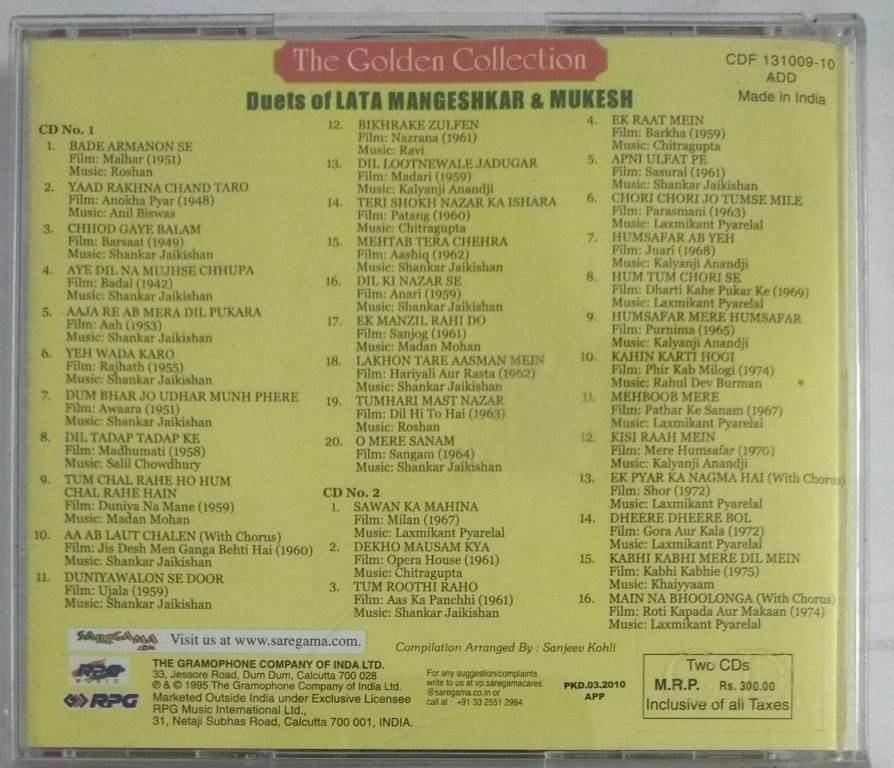 The Golden Collection
Duets of LATA MANGESHKAR & MUKESH
CDF 131009-10
ADD
Made in India
CD No. 1
1. BADE ARMANON SE
Film: Malhar (1951)
Music: Roshan
2. YAAD RAKHNA CHAND TARO
Film: Anokha Pyar (1948)
Music: Anil Biswas
3. CHHOD GAYE BALAM
Film: Barsaat (1949)
Music: Shankar Jaikishan
4. AYE DIL NA MUJHSE CHHUPA
Film: Badal (1942)
Music: Shankar Jaikishan
5. AAJA RE AB MERA DIL PUKARA
Film: Aah (1953)
Music: Shankar Jaikishan
6. YEH WADA KARO
Film: Rajhath (1955)
Music: Shankar Jaikishan
7. DUM BHAR JO UDHAR MUNH PHERE
Film: Awaara (1951)
Music: Shankar Jaikishan
8. DIL TADAP TADAP KE
Film: Madhumati (1958)
Music: Salil Chowdhury
9. TUM CHAL RAHE HO HUM
CHAL RAHE HAIN
Film: Duniya Na Mane (1959)
Music: Madan Mohan
10. AA AB LAUT CHALEN (With Chorus)
Film: Jis Desh Men Ganga Behti Hai (1960)
Music: Shankar Jaikishan
11. DUNIYAWALON SE DOOR
Film: Ujala (1959)
Music: Shankar Jaikishan
12. BIKHRAKE ZULFEN
Film: Nazrana (1961)
Music: Ravi
13. DIL LOOTNEWALE JADUGAR
Film: Madari (1959)
Music: Kalyanji Anandji
14. TERI SHOKH NAZAR KA ISHARA
Film: Patang (1960)
Music: Chitragupta
15. MEHTAB TERA CHEHRA
Film: Aashiq (1962)
Music: Shankar Jaikishan
16. DIL KI NAZAR SE
Film: Anari (1959)
Music: Shankar Jaikishan
17. EK MANZIL RAHI DO
Film: Sanjog (1961)
Music: Madan Mohan
18. LAKHON TARE AASMAN MEIN
Film: Hariyali Aur Rasta (1962)
Music: Shankar Jaikishan
19. TUMHARI MAST NAZAR
Film: Dil Hi To Hai (1963)
Music: Roshan
20. O MERE SANAM
Film: Sangam (1964)
Music: Shankar Jaikishan
CD No. 2
1. SAWAN KA MAHINA
Film: Milan (1967)
Music: Laxmikant Pyarelal
2. DEKHO MAUSAM KYA
Film: Opera House (1961)
Music: Chitragupta
3. TUM ROOTHI RAHO
Film: Aas Ka Panchhi (1961)
Music: Shankar Jaikishan
4. EK RAAT MEIN
Film: Barkha (1959)
Music: Chitragupta
5. APNI ULFAT PE
Film: Sasural (1961)
Music: Shankar Jaikishan
6. CHORI CHORI JO TUMSE MILE
Film: Parasmani (1963)
Music: Laxmikant Pyarelal
7. HUMSAFAR AB YEH
Film: Juari (1968)
Music: Kalyanji Anandji
8. HUM TUM CHORI SE
Film: Dharti Kahe Pukar Ke (1969)
Music: Laxmikant Pyarelal
9. HUMSAFAR MERE HUMSAFAR
Film: Purnima (1965)
Music: Kalyanji Anandji
10. KAHIN KARTI HOGI
Film: Phir Kab Milogi (1974)
Music: Rahul Dev Burman
11. MEHBOOB MERE
Film: Pathar Ke Sanam (1967)
Music: Laxmikant Pyarelal
12. KISI RAAH MEIN
Film: Mere Humsafar (1970)
Music: Kalyanji Anandji
13. EK PYAR KA NAGMA HAI (With Chorus)
Film: Shor (1972)
Music: Laxmikant Pyarelal
14. DHEERE DHEERE BOL
Film: Gora Aur Kala (1972)
Music: Laxmikant Pyarelal
15. KABHI KABHI MERE DIL MEIN
Film: Kabhi Kabhie (1975)
Music: Khaiyyaam
16. MAIN NA BHOOLONGA (With Chorus)
Film: Roti Kapada Aur Makaan (1974)
Music: Laxmikant Pyarelal
SAREGAMA.COM Visit us at www.saregama.com.
Compilation Arranged By : Sanjeev Kohli
RPG
MUSIC
RPG
THE GRAMOPHONE COMPANY OF INDA LTD.
33, Jessore Road, Dum Dum, Calcutta 700 028
℗ & © 1995 The Gramophone Company of India Ltd.
Marketed Outside India under Exclusive Licensee
RPG Music International Ltd.,
31, Netaji Subhas Road, Calcutta 700 001, INDIA.
For any suggestion/complaints
write to us at vp.saregamacares
@saregama.co.in or
call at : +91 33 2551 2984
PKD.03.2010
APP
Two CDs
M.R.P. Rs. 300.00
Inclusive of all Taxes